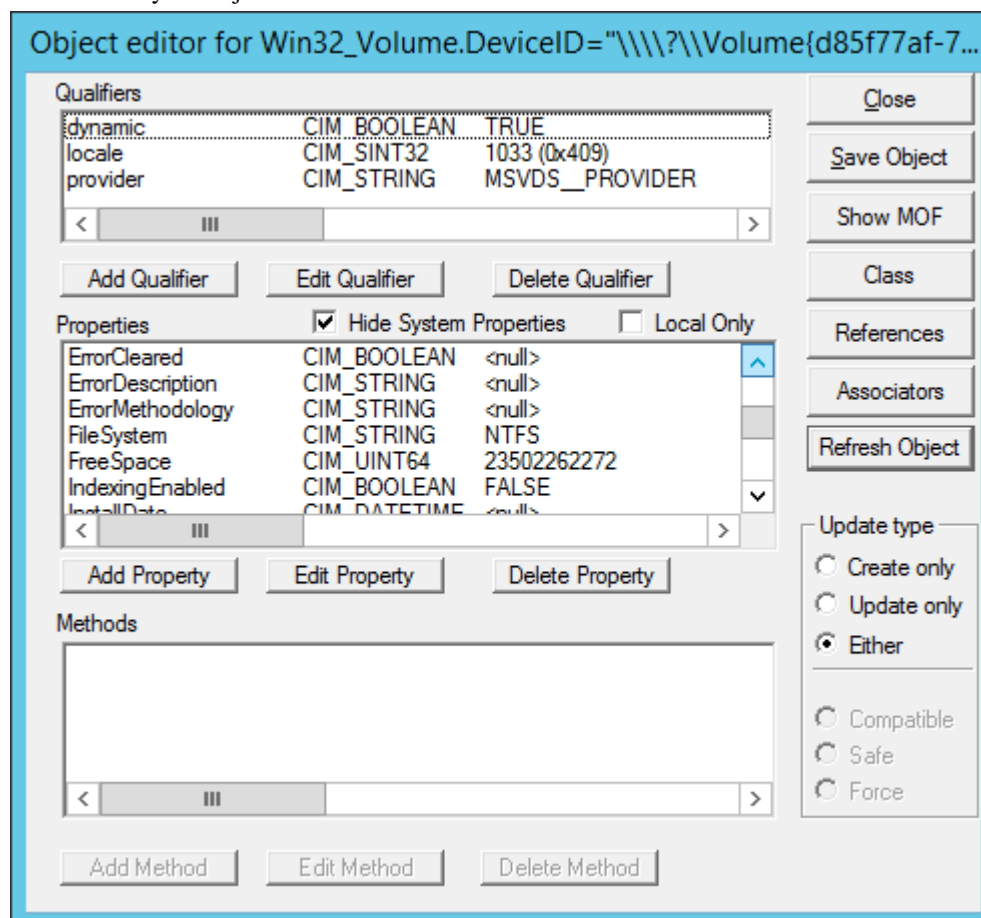 Object editor for Win32_Volume.DeviceID="\\\\?\\Volume{d85f77af-7...
Qualifiers
Close
dynamic CIM_BOOLEAN TRUE
locale CIM_SINT32 1033 (0x409)
provider CIM_STRING MSVDS__PROVIDER
Save Object
Show MOF
Add Qualifier Edit Qualifier Delete Qualifier
Class
Properties Hide System Properties Local Only
References
ErrorCleared CIM_BOOLEAN <null>
ErrorDescription CIM_STRING <null>
ErrorMethodology CIM_STRING <null>
FileSystem CIM_STRING NTFS
FreeSpace CIM_UINT64 23502262272
IndexingEnabled CIM_BOOLEAN FALSE
InstallDate CIM_DATETIME <null>
Associators
Refresh Object
Add Property Edit Property Delete Property
Update type
Create only
Update only
Either
Compatible
Safe
Force
Methods
Add Method Edit Method Delete Method